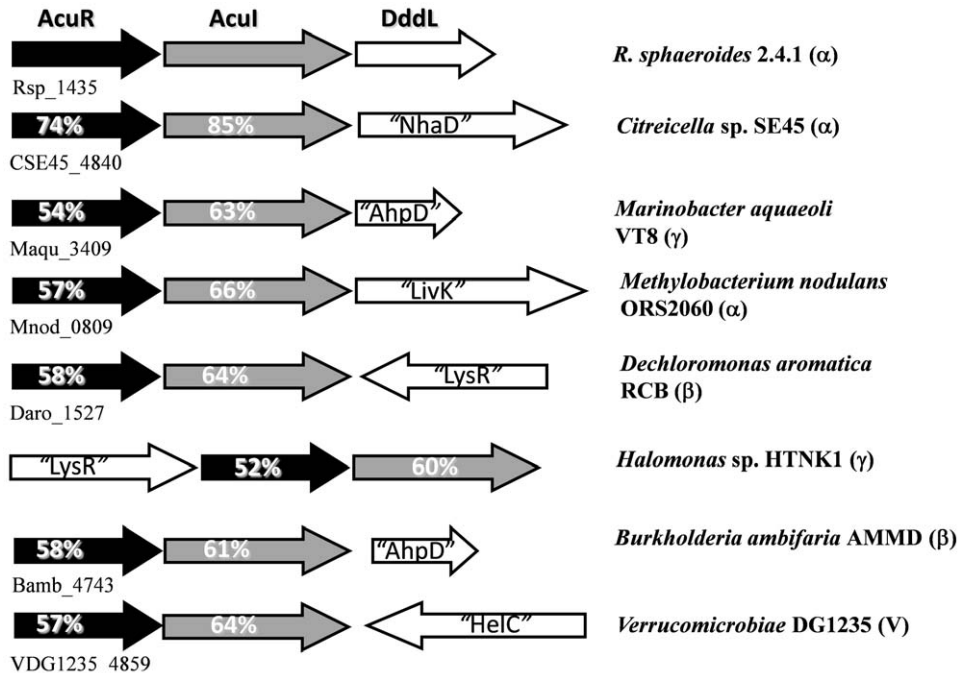 AcuR AcuI DddL
R. sphaeroides 2.4.1 (α)
Rsp_1435
74% 85% "NhaD" Citreicella sp. SE45 (α)
CSE45_4840
54% 63% "AhpD" Marinobacter aquaeoli
VT8 (γ)
Maqu_3409
57% 66% "LivK" Methylobacterium nodulans
ORS2060 (α)
Mnod_0809
58% 64% "LysR" Dechloromonas aromatica
RCB (β)
Daro_1527
"LysR" 52% 60% Halomonas sp. HTNK1 (γ)
58% 61% "AhpD" Burkholderia ambifaria AMMD (β)
Bamb_4743
57% 64% "HelC" Verrucomicrobiae DG1235 (V)
VDG1235_4859